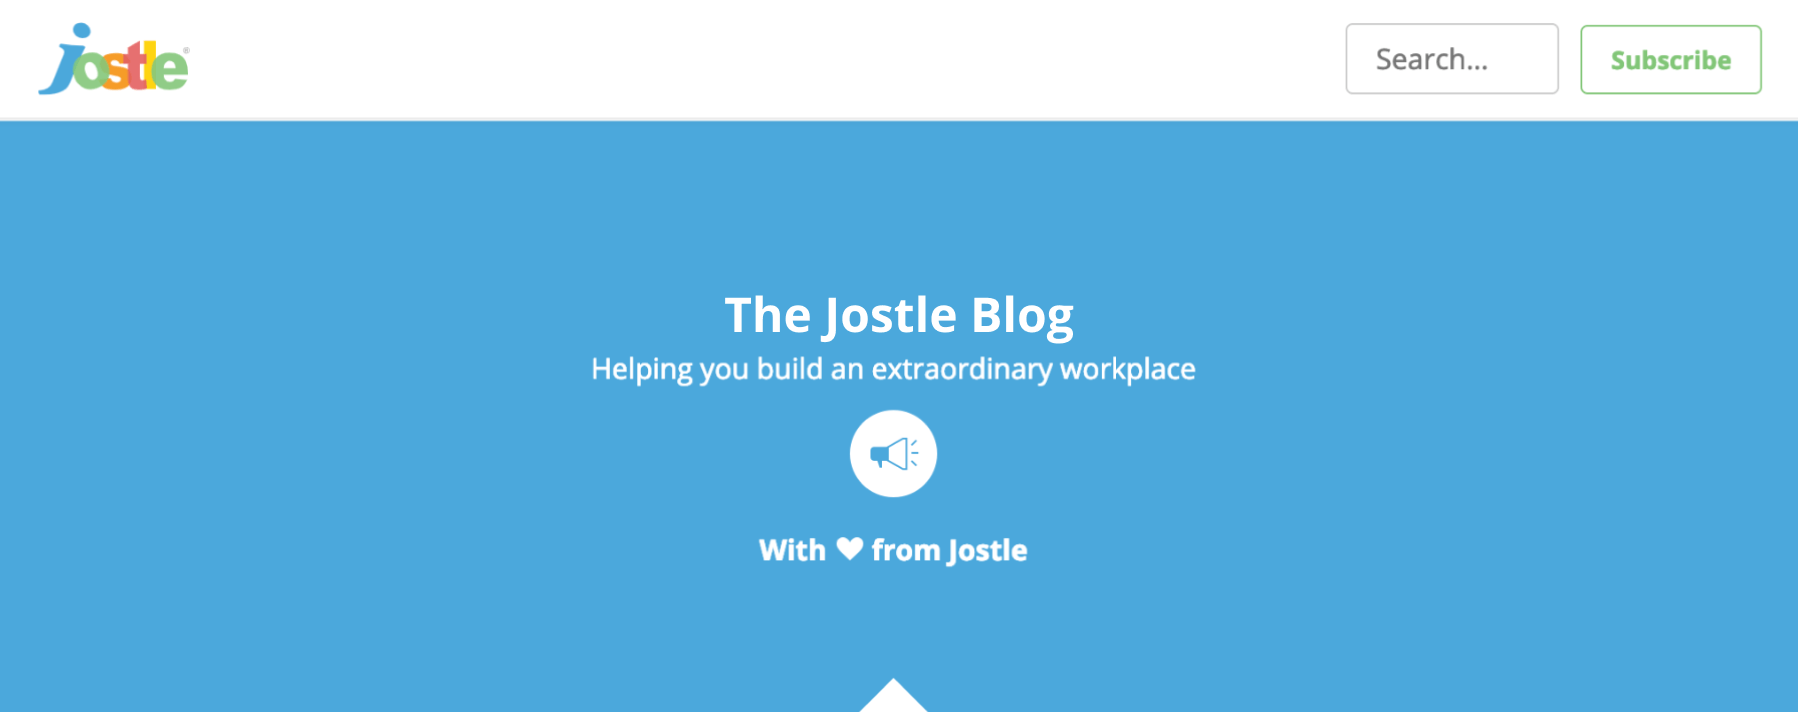 jostle®
Search...
Subscribe
The Jostle Blog
Helping you build an extraordinary workplace
With ♥ from Jostle